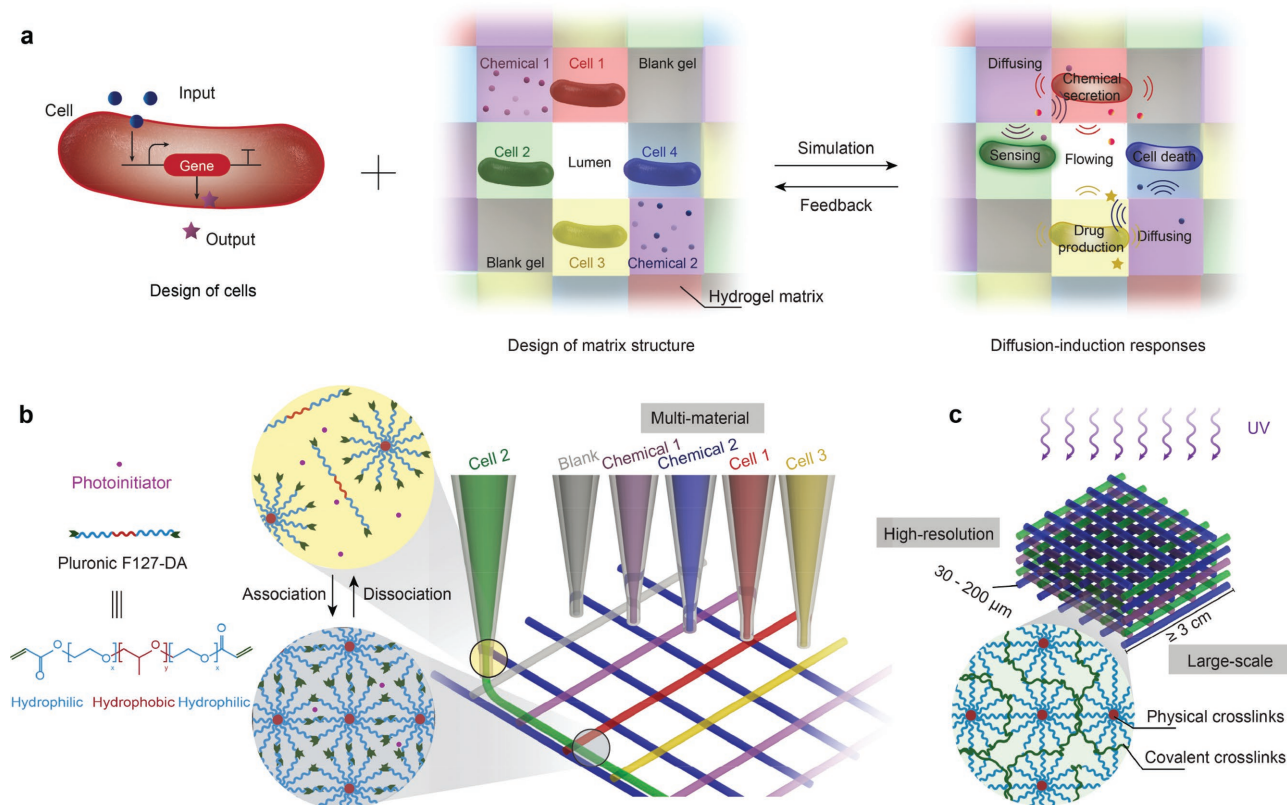 a
Input
Cell
Gene
Output
Design of cells
Chemical 1
Cell 1
Blank gel
Cell 2
Lumen
Cell 4
Blank gel
Cell 3
Chemical 2
Hydrogel matrix
Design of matrix structure
Simulation
Feedback
Diffusing
Chemical
secretion
Sensing
Flowing
Cell death
Drug
production
Diffusing
Diffusion-induction responses
b
Photoinitiator
Pluronic F127-DA
O
O
x
O
y
O
x
O
Hydrophilic
Hydrophobic
Hydrophilic
Association
Dissociation
Multi-material
Cell 2
Blank
Chemical 1
Chemical 2
Cell 1
Cell 3
c
UV
High-resolution
30 - 200 µm
≥ 3 cm
Large-scale
Physical crosslinks
Covalent crosslinks